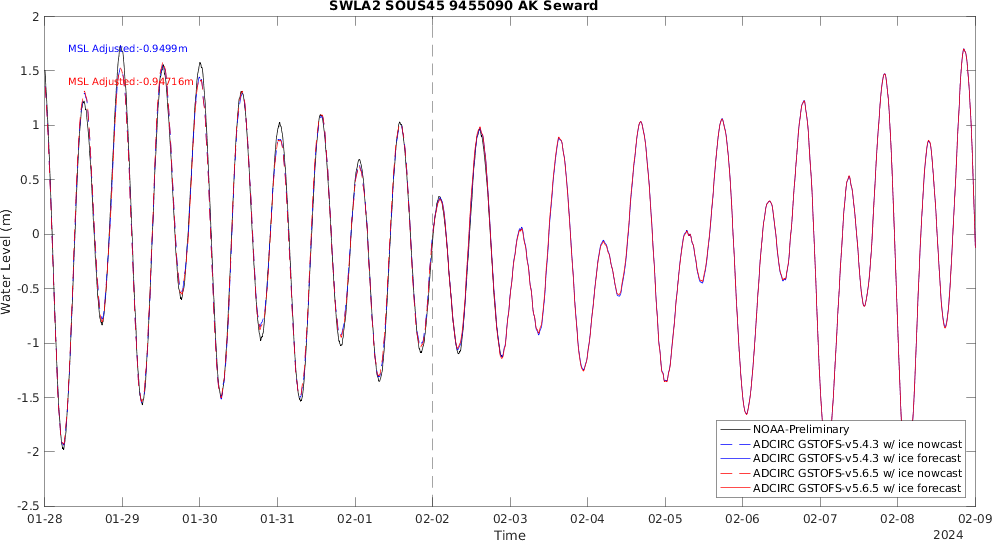 SWLA2 SOUS45 9455090 AK Seward
MSL Adjusted:-0.9499m
MSL Adjusted:-0.94716m
Water Level (m)
2
1.5
1
0.5
0
-0.5
-1
-1.5
-2
-2.5
NOAA-Preliminary
ADCIRC GSTOFS-v5.4.3 w/ ice nowcast
ADCIRC GSTOFS-v5.4.3 w/ ice forecast
ADCIRC GSTOFS-v5.6.5 w/ ice nowcast
ADCIRC GSTOFS-v5.6.5 w/ ice forecast
01-28 01-29 01-30 01-31 02-01 02-02 02-03 02-04 02-05 02-06 02-07 02-08 02-09
Time
2024